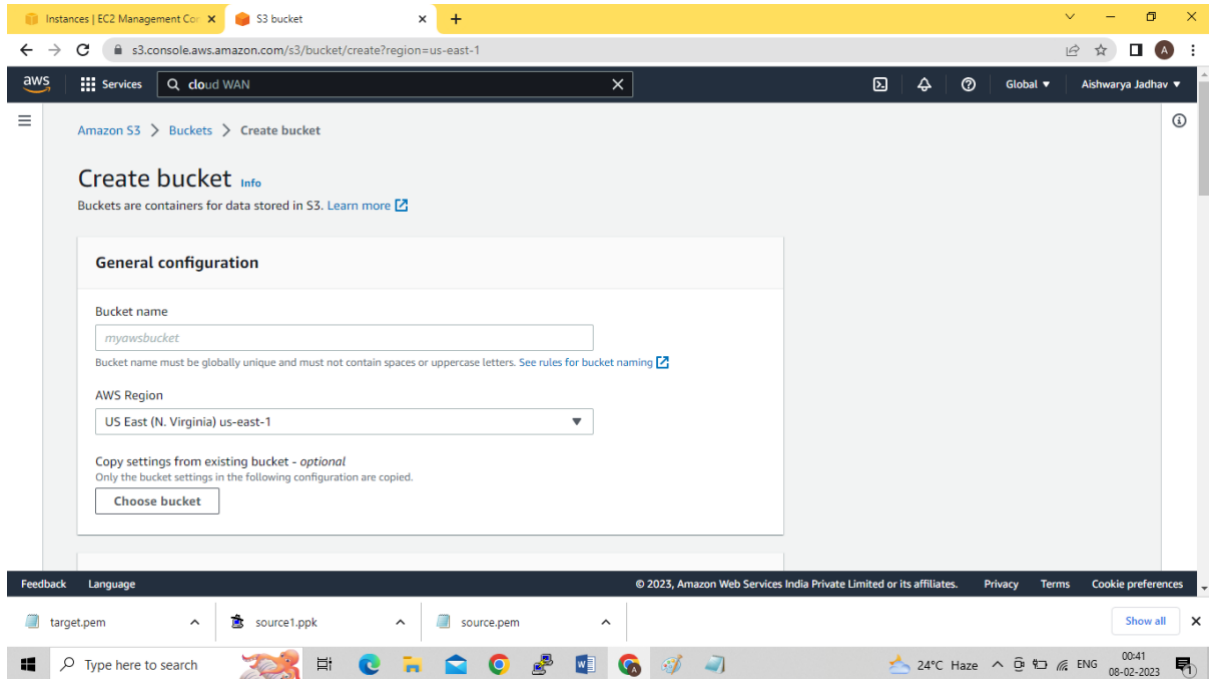 Instances | EC2 Management Con
S3 bucket
s3.console.aws.amazon.com/s3/bucket/create?region=us-east-1
aws
Services
cloud WAN
Global
Aishwarya Jadhav
Amazon S3 > Buckets > Create bucket
Create bucket Info
Buckets are containers for data stored in S3. Learn more
General configuration
Bucket name
myawsbucket
Bucket name must be globally unique and must not contain spaces or uppercase letters. See rules for bucket naming
AWS Region
US East (N. Virginia) us-east-1
Copy settings from existing bucket - optional
Only the bucket settings in the following configuration are copied.
Choose bucket
Feedback Language © 2023, Amazon Web Services India Private Limited or its affiliates. Privacy Terms Cookie preferences
target.pem source1.ppk source.pem Show all
Type here to search 24°C Haze ENG 00:41
08-02-2023